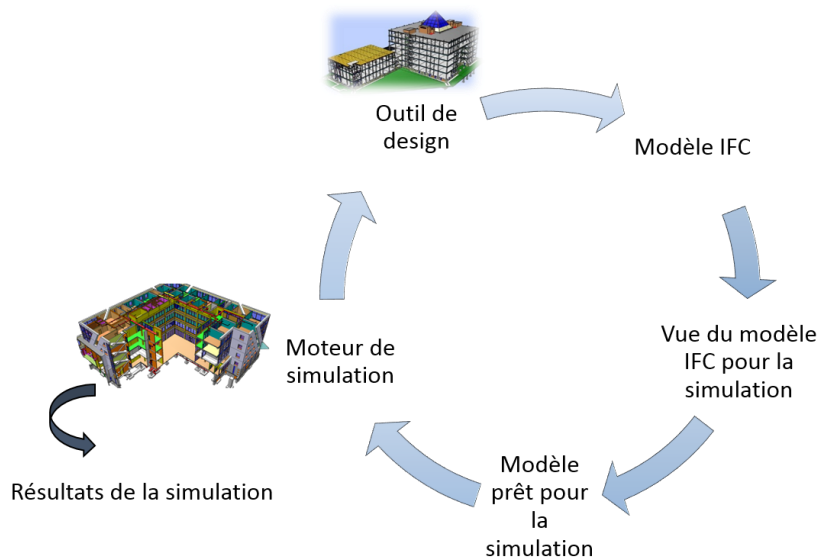 Outil de
design
Modèle IFC
Vue du modèle
IFC pour la
simulation
Modèle
prêt pour
la
simulation
Moteur de
simulation
Résultats de la simulation